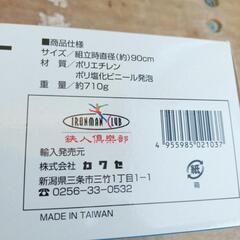 ■商品仕様
サイズ／組立時直径(約)90cm
材　質／ポリエチレン
ポリ塩化ビニール発泡
重　量／約710g
IRONMAN CLUB
鉄人倶楽部
輸入発売元
株式会社 カワセ
新潟県三条市三竹1丁目1-1
☎ 0256-33-0532
MADE IN TAIWAN
4 955985 021037
紙
箱